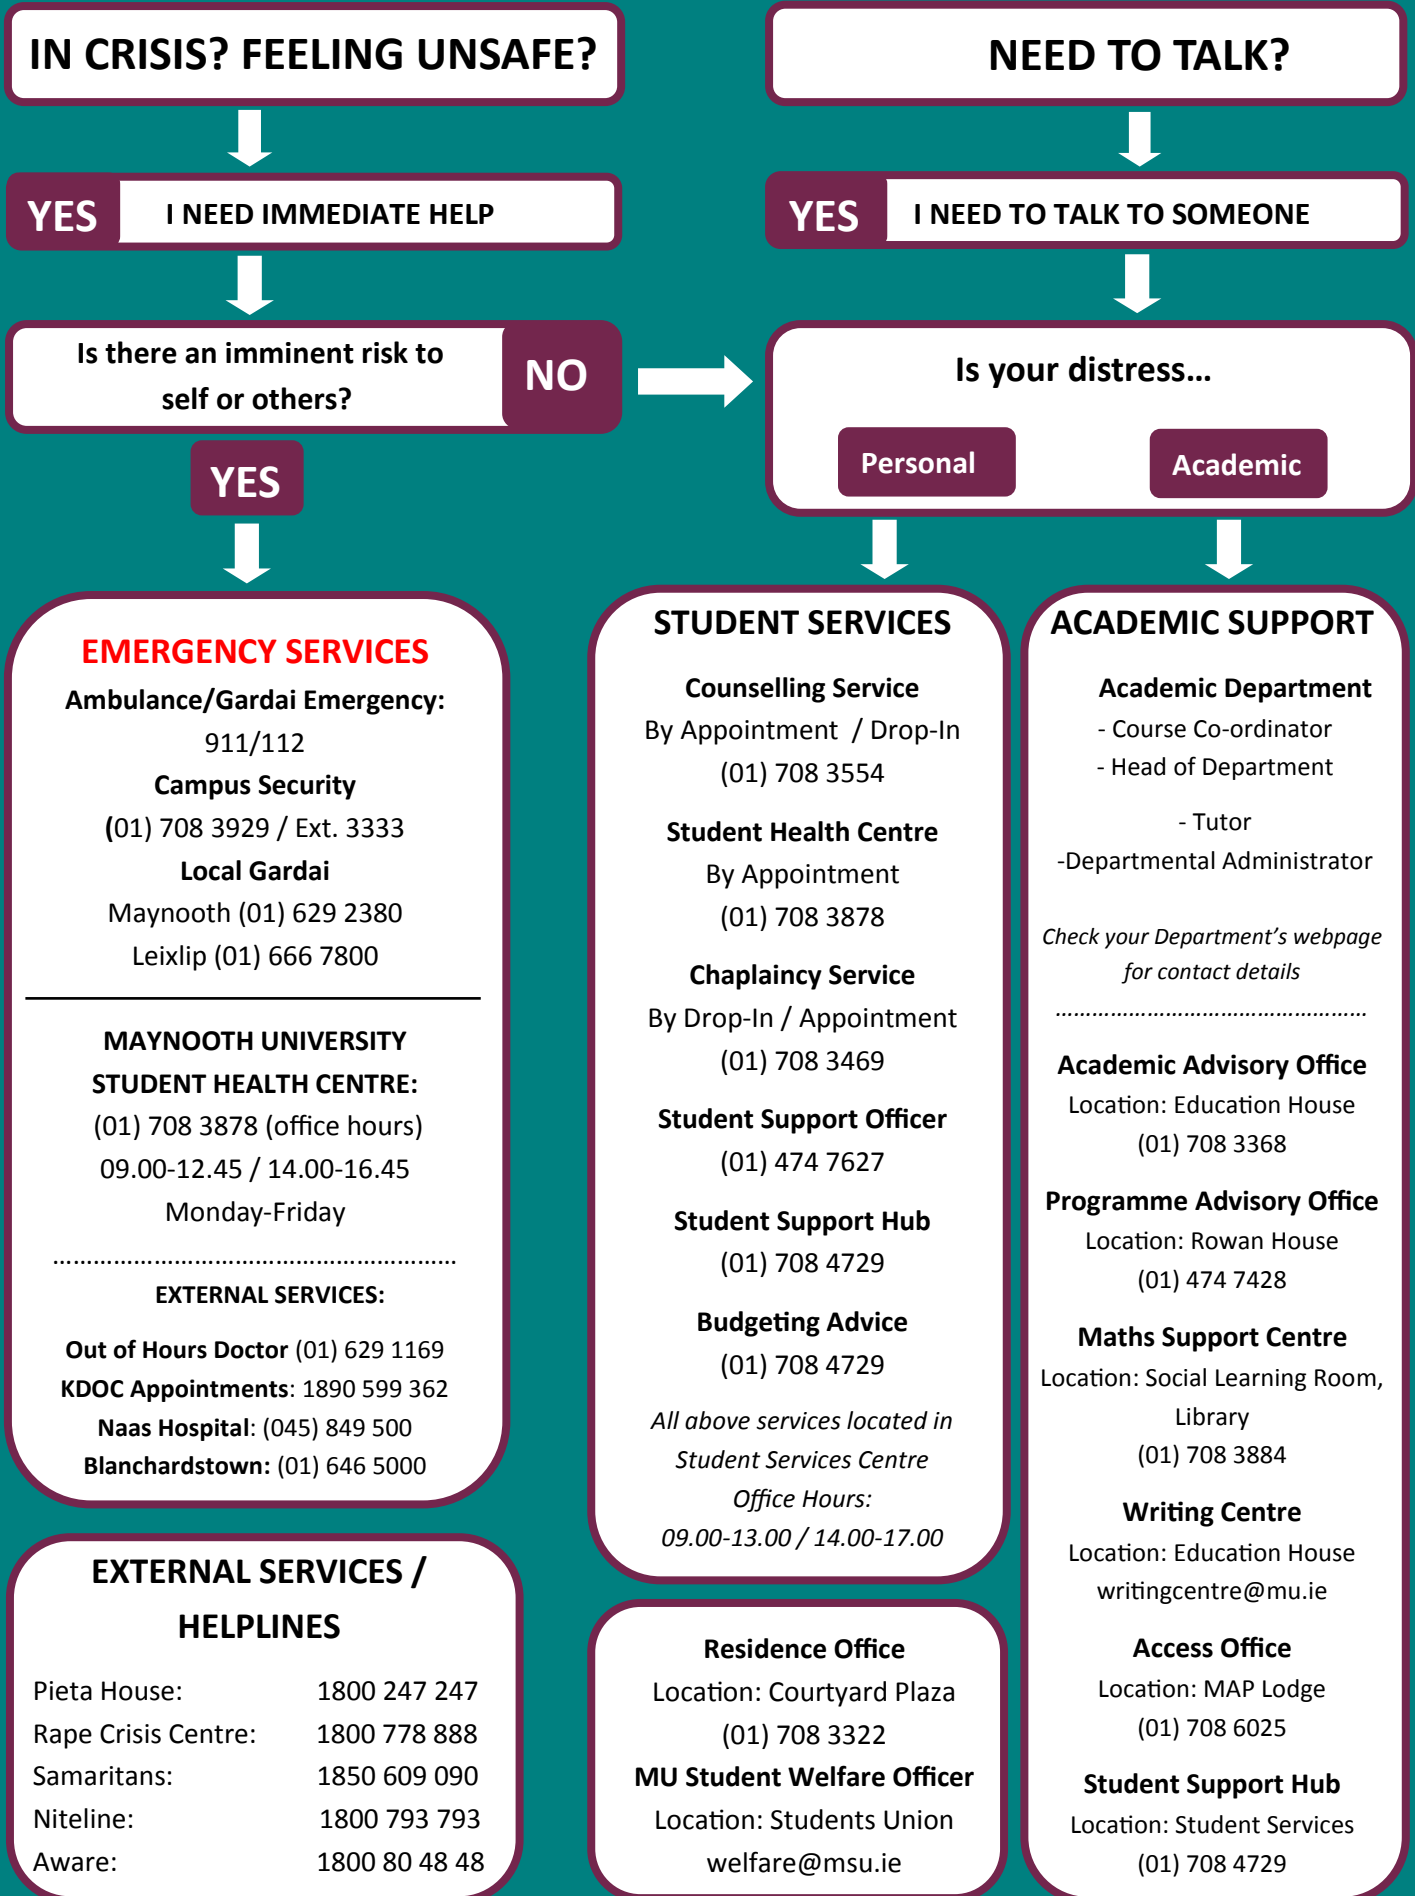 IN CRISIS? FEELING UNSAFE?
YES I NEED IMMEDIATE HELP
Is there an imminent risk to
self or others?
NO
YES
NEED TO TALK?
YES I NEED TO TALK TO SOMEONE
Is your distress...
Personal
Academic
EMERGENCY SERVICES
Ambulance/Gardai Emergency:
911/112
Campus Security
(01) 708 3929 / Ext. 3333
Local Gardai
Maynooth (01) 629 2380
Leixlip (01) 666 7800
MAYNOOTH UNIVERSITY
STUDENT HEALTH CENTRE:
(01) 708 3878 (office hours)
09.00-12.45 / 14.00-16.45
Monday-Friday
……………………………………………………
EXTERNAL SERVICES:
Out of Hours Doctor (01) 629 1169
KDOC Appointments: 1890 599 362
Naas Hospital: (045) 849 500
Blanchardstown: (01) 646 5000
EXTERNAL SERVICES /
HELPLINES
Pieta House: 1800 247 247
Rape Crisis Centre: 1800 778 888
Samaritans: 1850 609 090
Niteline: 1800 793 793
Aware: 1800 80 48 48
STUDENT SERVICES
Counselling Service
By Appointment / Drop-In
(01) 708 3554
Student Health Centre
By Appointment
(01) 708 3878
Chaplaincy Service
By Drop-In / Appointment
(01) 708 3469
Student Support Officer
(01) 474 7627
Student Support Hub
(01) 708 4729
Budgeting Advice
(01) 708 4729
All above services located in
Student Services Centre
Office Hours:
09.00-13.00 / 14.00-17.00
Residence Office
Location: Courtyard Plaza
(01) 708 3322
MU Student Welfare Officer
Location: Students Union
welfare@msu.ie
ACADEMIC SUPPORT
Academic Department
- Course Co-ordinator
- Head of Department
- Tutor
-Departmental Administrator
Check your Department’s webpage
for contact details
……………………………………………
Academic Advisory Office
Location: Education House
(01) 708 3368
Programme Advisory Office
Location: Rowan House
(01) 474 7428
Maths Support Centre
Location: Social Learning Room,
Library
(01) 708 3884
Writing Centre
Location: Education House
writingcentre@mu.ie
Access Office
Location: MAP Lodge
(01) 708 6025
Student Support Hub
Location: Student Services
(01) 708 4729